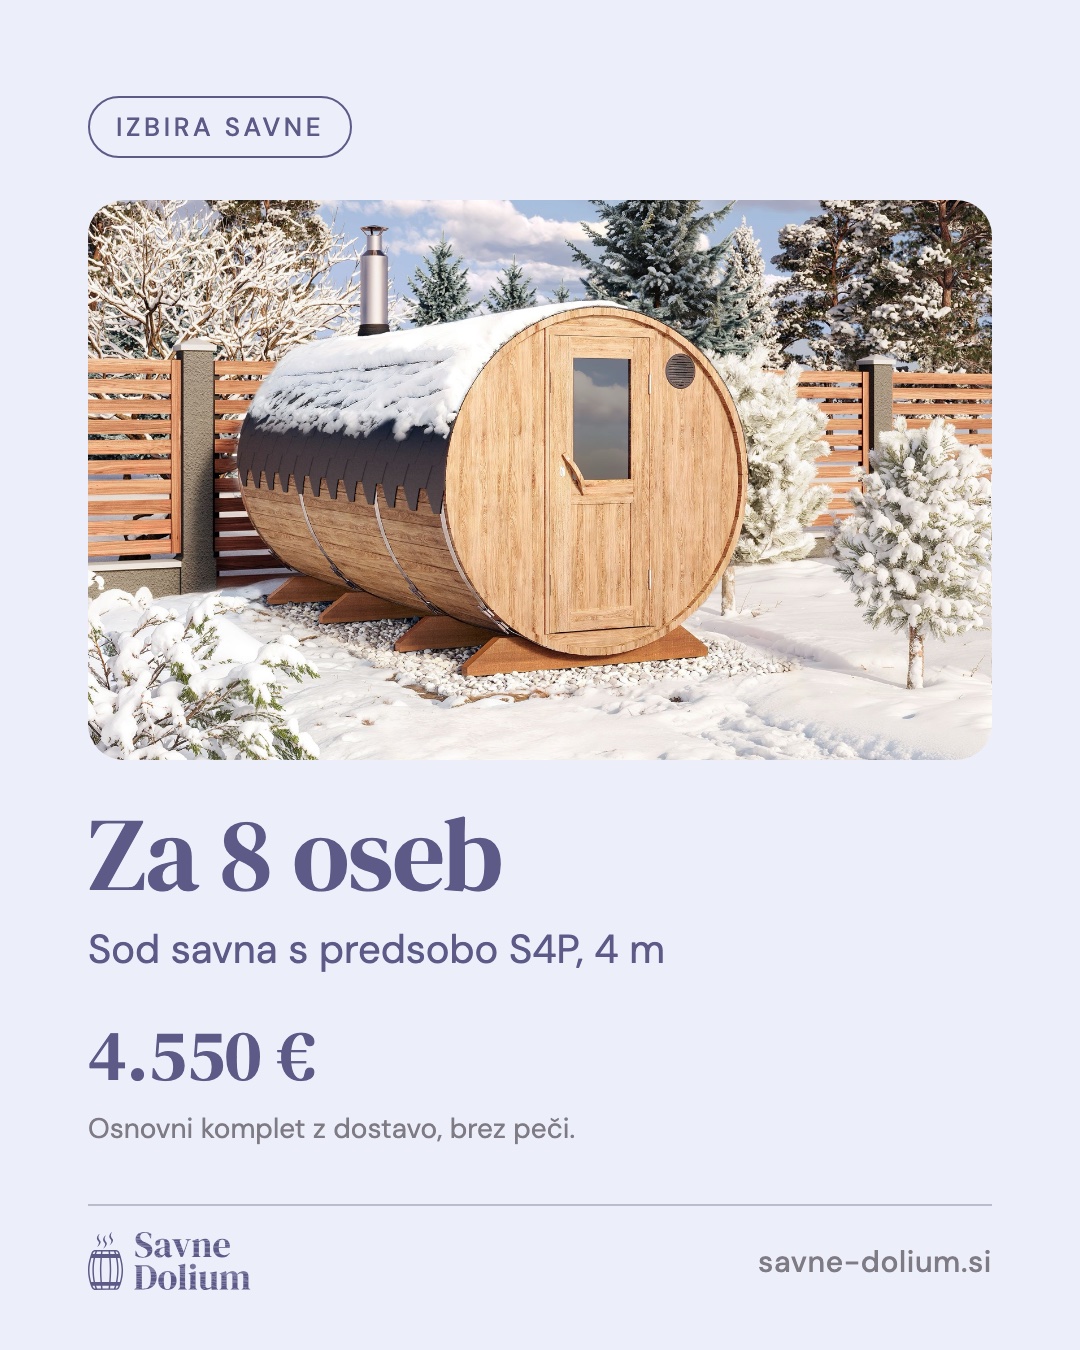 IZBIRA SAVNE
Za 8 oseb
Sod savna s predsobo S4P, 4 m
4.550 €
Osnovni komplet z dostavo, brez peči.
Savne
Dolium
savne-dolium.si